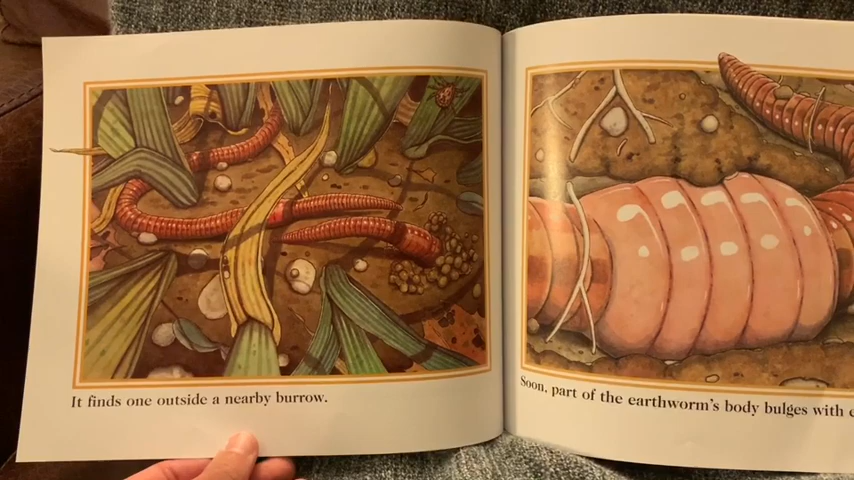 It finds one outside a nearby burrow.
Soon, part of the earthworm's body bulges with